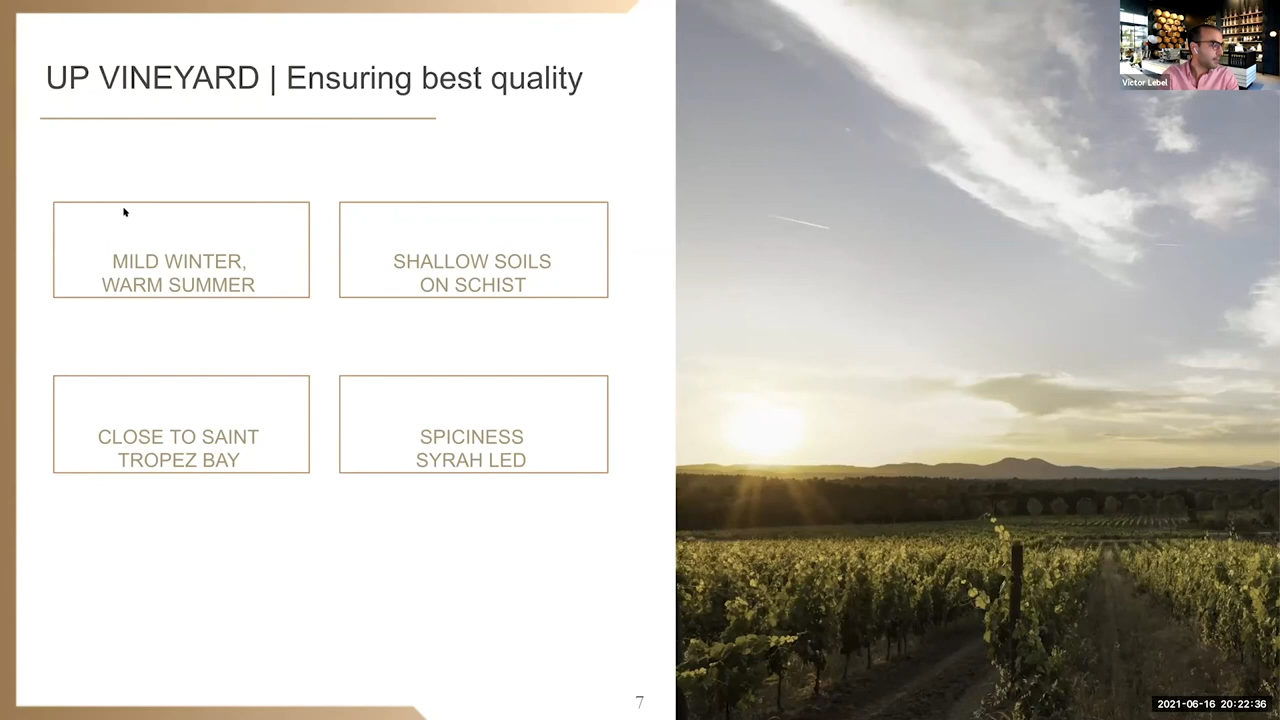 UP VINEYARD | Ensuring best quality
Victor Lebel
MILD WINTER,
WARM SUMMER
SHALLOW SOILS
ON SCHIST
CLOSE TO SAINT
TROPEZ BAY
SPICINESS
SYRAH LED
7
2021-06-16 20:22:36